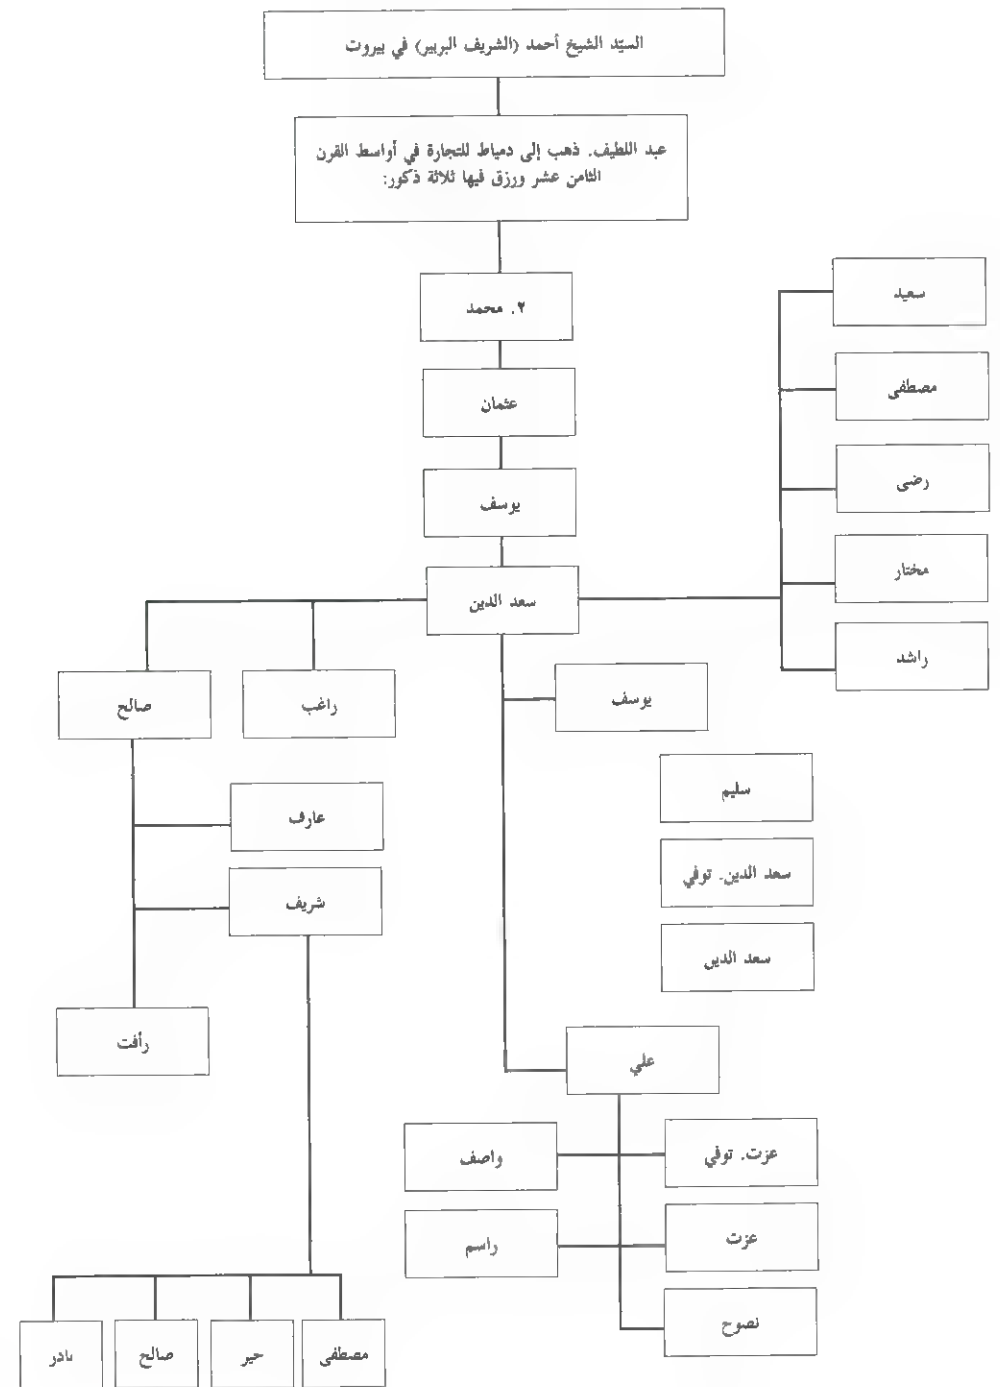 السيّد الشيخ أحمد (الشريف البربير) في بيروت
عبد اللطيف. ذهب إلى دمياط للتجارة في أواسط القرن
الثامن عشر ورزق فيها ثلاثة ذكور:
٢. محمد
عثمان
يوسف
سعد الدين
سعيد
مصطفى
رضى
مختار
راشد
راغب
صالح
عارف
شريف
رأفت
يوسف
سليم
سعد الدين. توفي
سعد الدين
علي
عزت. توفي
واصف
عزت
راسم
نصوح
مصطفى
صالح
نادر